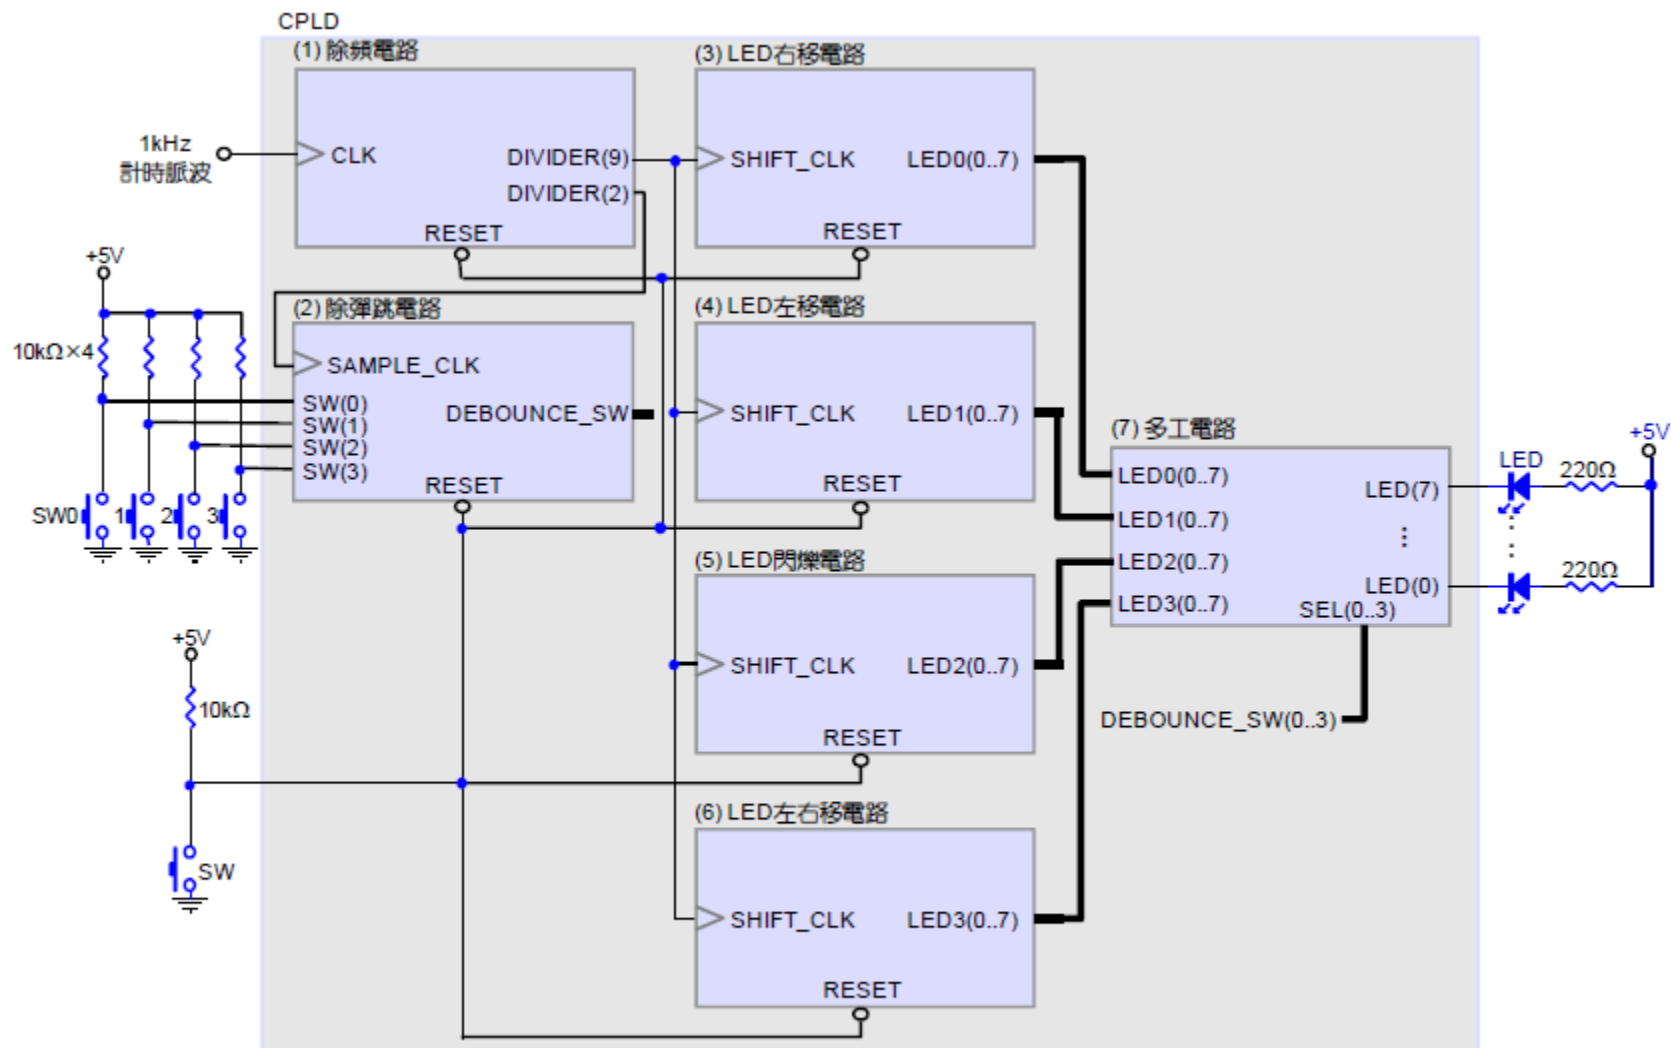 CPLD
(1) 除頻電路
1kHz
計時脈波
CLK
DIVIDER(9)
DIVIDER(2)
RESET
(3) LED右移電路
SHIFT_CLK
LED0(0..7)
RESET
+5V
10kΩ×4
(2) 除彈跳電路
SAMPLE_CLK
SW(0)
SW(1)
SW(2)
SW(3)
DEBOUNCE_SW
RESET
SW0
1
2
3
(4) LED左移電路
SHIFT_CLK
LED1(0..7)
RESET
(7) 多工電路
LED0(0..7)
LED1(0..7)
LED2(0..7)
LED3(0..7)
LED(7)
⋮
LED(0)
SEL(0..3)
LED
220Ω
+5V
⋮
220Ω
(5) LED閃爍電路
SHIFT_CLK
LED2(0..7)
RESET
DEBOUNCE_SW(0..3)
+5V
10kΩ
SW
(6) LED左右移電路
SHIFT_CLK
LED3(0..7)
RESET